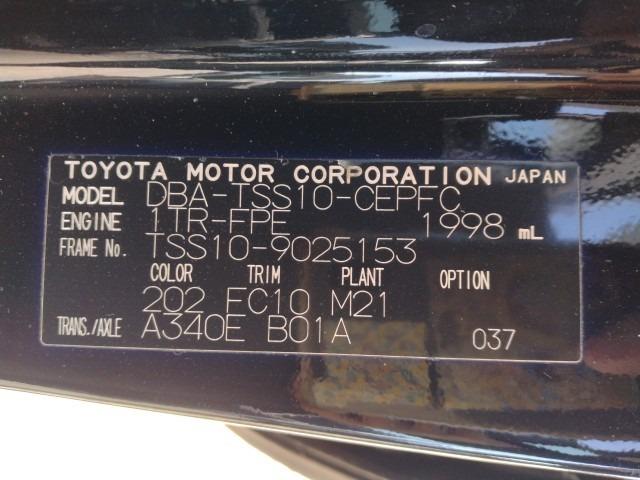 TOYOTA MOTOR CORPORATION JAPAN
MODEL DBA-TSS10-CEPFC
ENGINE 1TR-FPE 1998 mL
FRAME No. TSS10-9025153
COLOR TRIM PLANT OPTION
202 FC10 M21
TRANS./AXLE A340E B01A 037